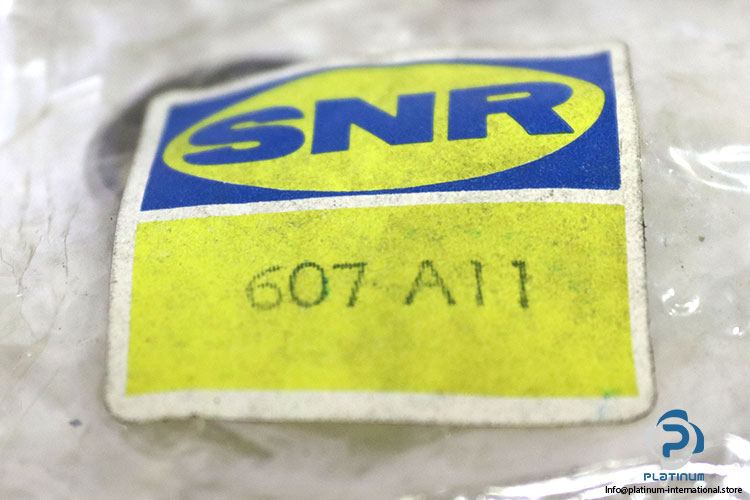 SNR
607 A11
PLATINUM
Info@platinum-international.store